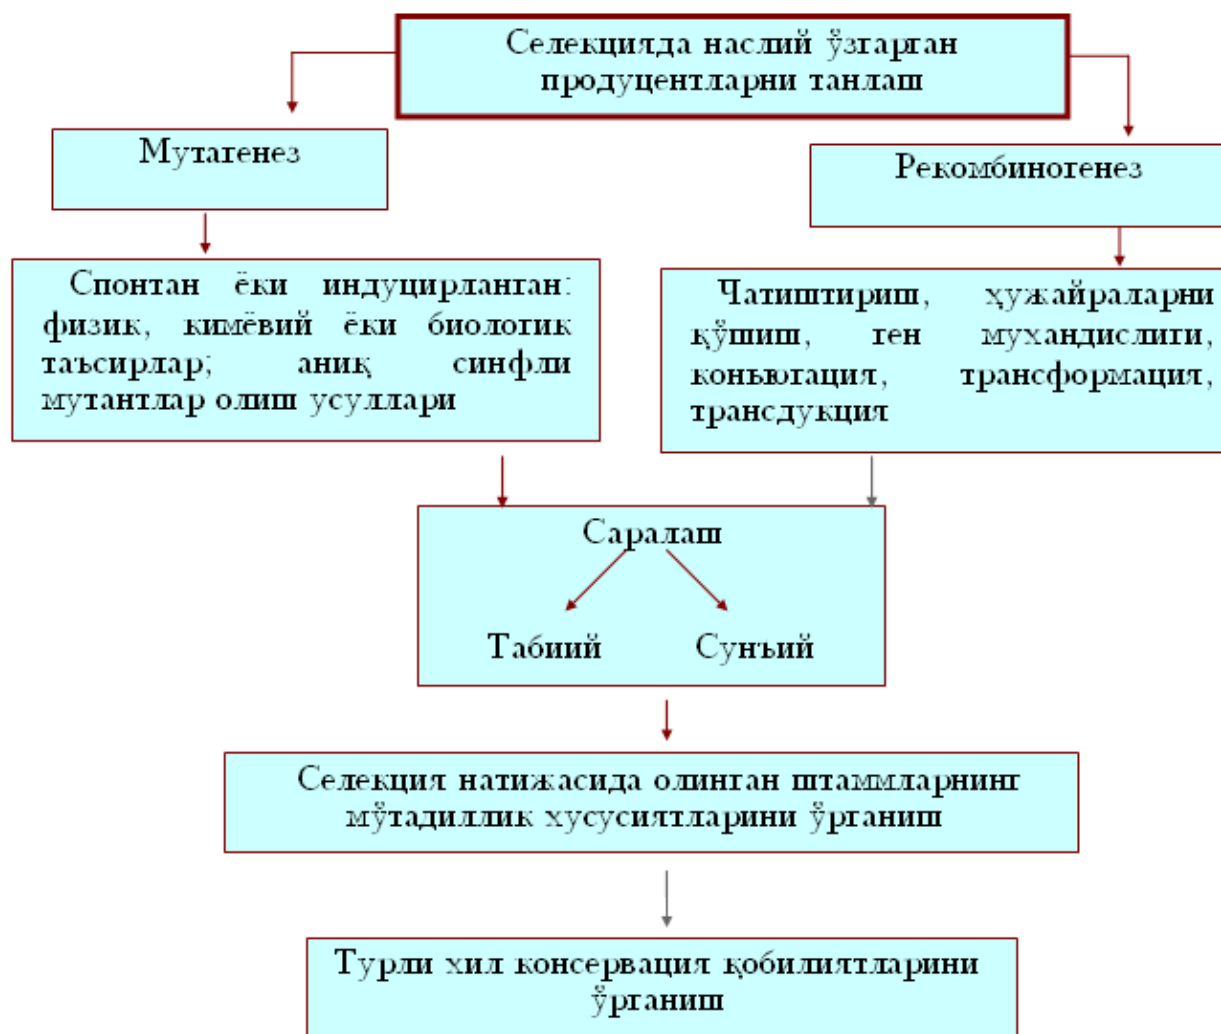 Селекцияда наслий ўзгарган
продуцентларни танлаш
Мутагенез
Рекомбиногенез
Спонтан ёки индуцирланган:
физик, кимёвий ёки биологик
таъсирлар; аниқ синфли
мутантлар олиш усуллари
Чатиштириш, ҳужайраларни
қўшиш, ген мухандислиги,
конъюгация, трансформация,
трансдукция
Саралаш
Табиий Сунъий
Селекция натижасида олинган штаммларнинг
мўтадиллик хусусиятларини ўрганиш
Турли хил консервация қобилиятларини
ўрганиш